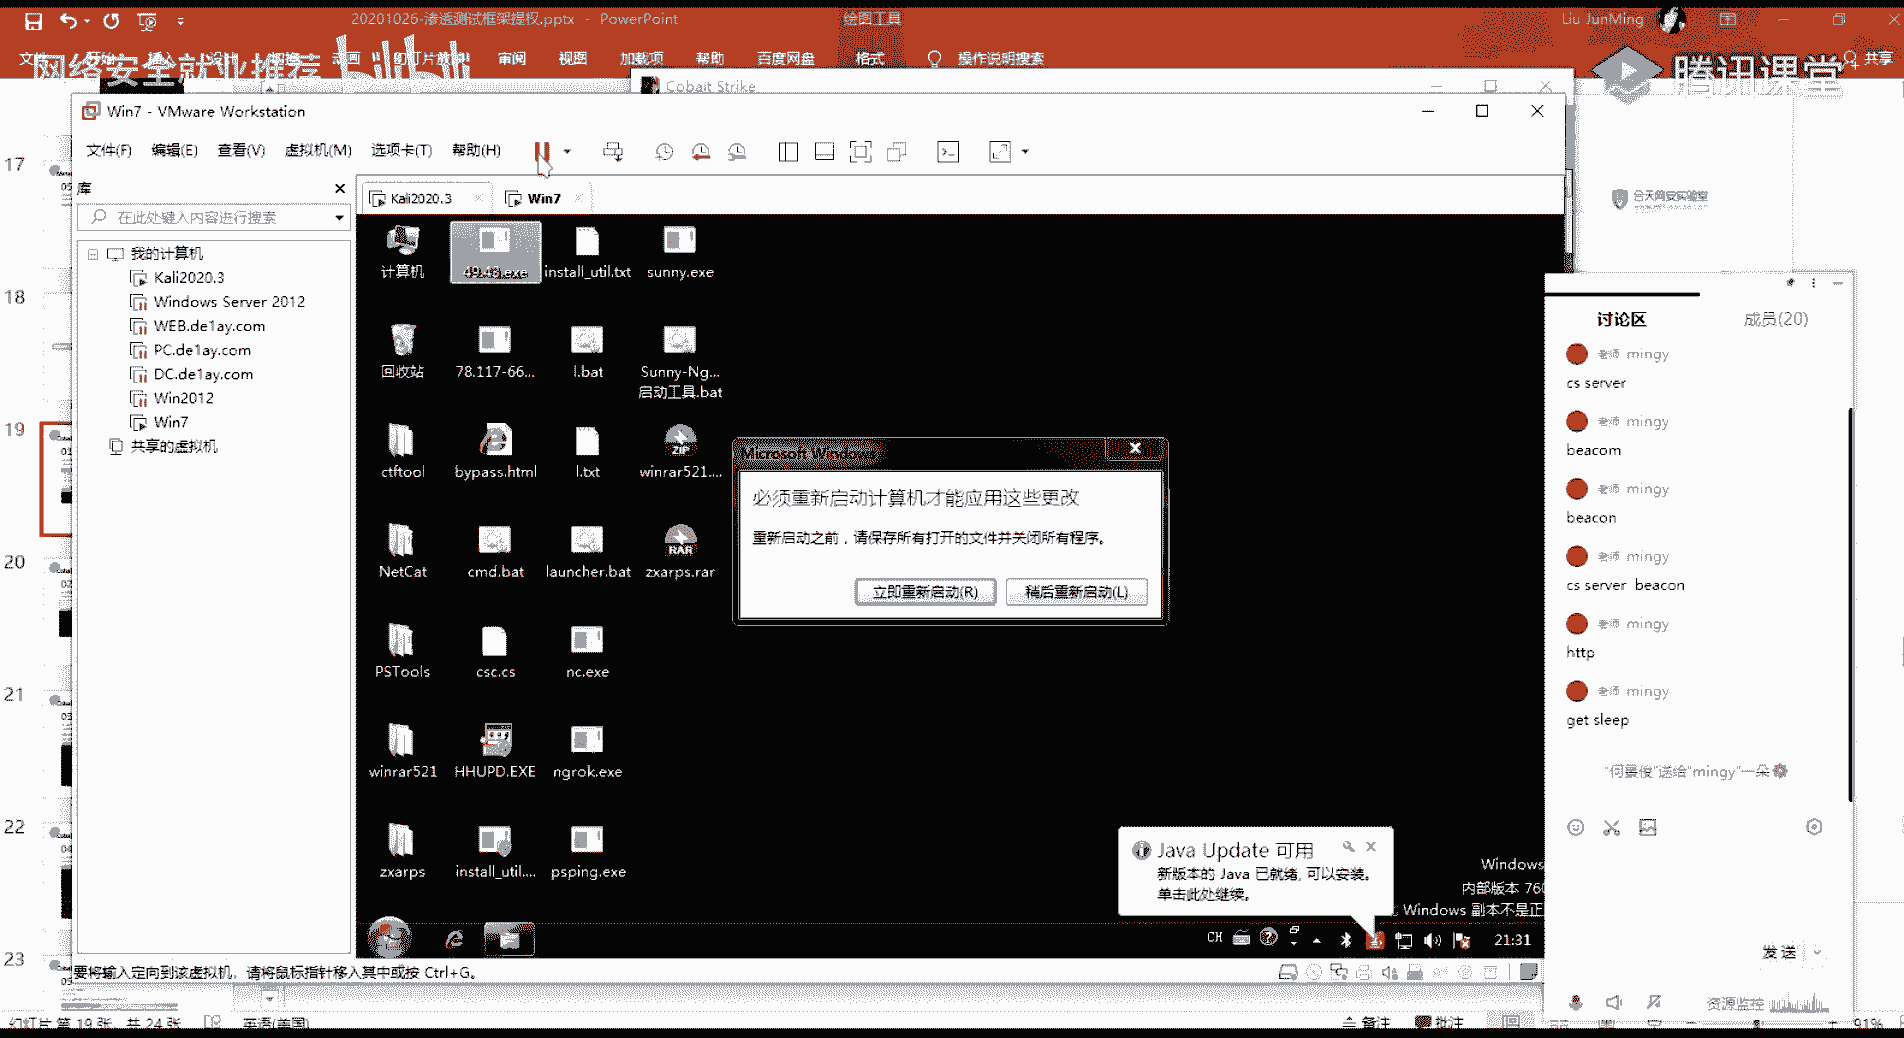 20201026-渗透测试框架提权.pptx - PowerPoint
绘图工具
Liu JunMing
动画
审阅
视图
加载项
帮助
百度网盘
格式
操作说明搜索
共享
网络安全就业推荐 bilibili
腾讯课堂
Cobalt Strike
Win7 - VMware Workstation
文件(F) 编辑(E) 查看(V) 虚拟机(M) 选项卡(T) 帮助(H)
库
在此处键入内容进行搜索
我的计算机
Kali2020.3
Windows Server 2012
WEB.de1ay.com
PC.de1ay.com
DC.de1ay.com
Win2012
Win7
共享的虚拟机
Kali2020.3
Win7
计算机
49.48.exe
install_util.txt
sunny.exe
回收站
78.117-66...
l.bat
Sunny-Ng...
启动工具.bat
ctftool
bypass.html
l.txt
winrar521....
ZIP
NetCat
cmd.bat
launcher.bat
zxarps.rar
RAR
PSTools
csc.cs
nc.exe
winrar521
HHUPD.EXE
ngrok.exe
zxarps
install_util....
psping.exe
Microsoft Windows
必须重新启动计算机才能应用这些更改
重新启动之前，请保存所有打开的文件并关闭所有程序。
立即重新启动(R)
稍后重新启动(L)
Java Update 可用
新版本的 Java 已就绪, 可以安装。
单击此处继续。
Windows
内部版本 760
Windows 副本不是正
CH
21:31
要将输入定向到该虚拟机，请将鼠标指针移入其中或按 Ctrl+G。
合天网安实验室
讨论区
成员(20)
老师 mingy
cs server
老师 mingy
beacom
老师 mingy
beacon
老师 mingy
cs server beacon
老师 mingy
http
老师 mingy
get sleep
"何景俊"送给"mingy"一朵
发送
资源监控
17
18
19
20
21
22
23
幻灯片 第 19 张, 共 24 张
英语(美国)
备注
批注
91%